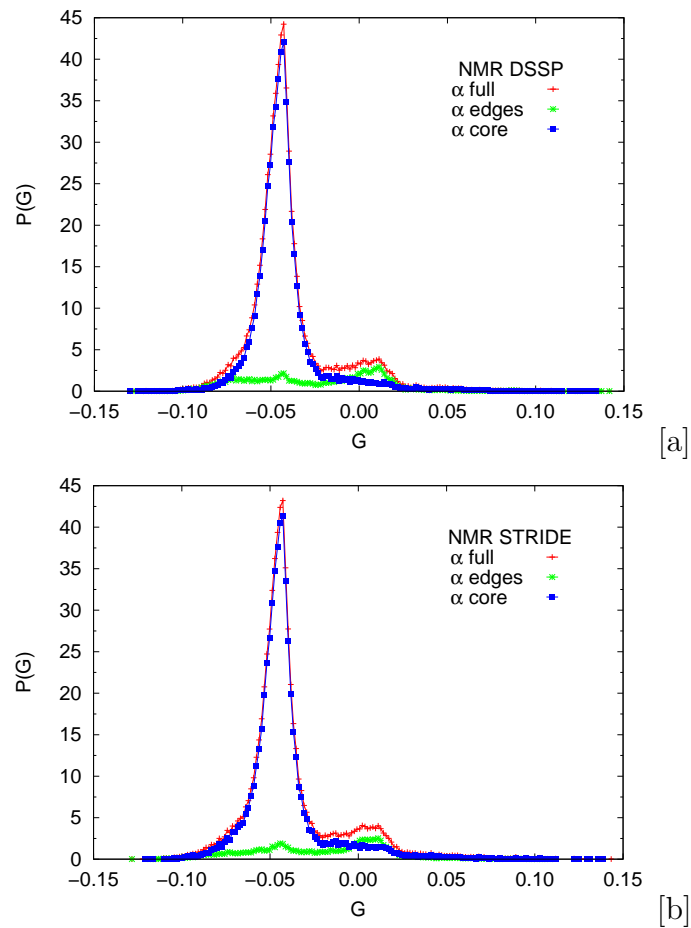 45
40
35
30
25
20
15
10
5
0
P(G)
NMR DSSP
α full
α edges
α core
−0.15 −0.10 −0.05 0.00 0.05 0.10 0.15
G
[a]
45
40
35
30
25
20
15
10
5
0
P(G)
NMR STRIDE
α full
α edges
α core
−0.15 −0.10 −0.05 0.00 0.05 0.10 0.15
G
[b]